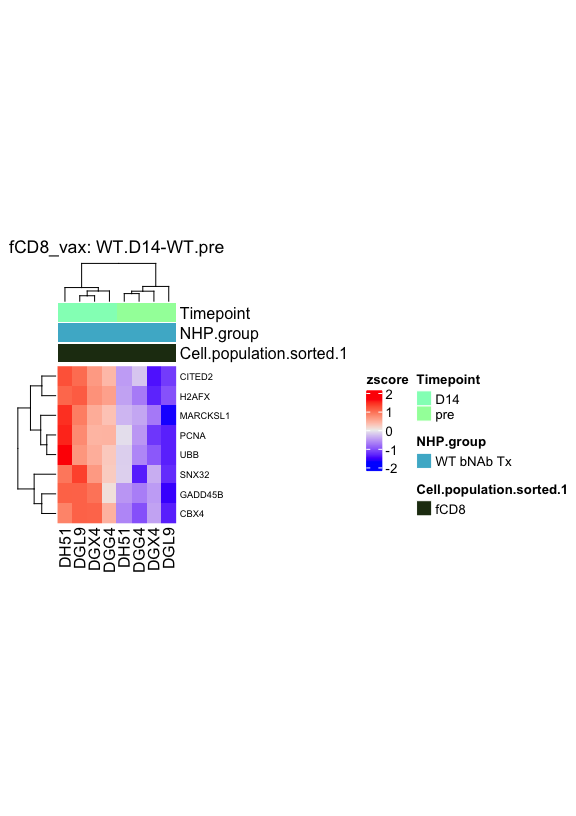 fCD8_vax: WT.D14-WT.pre
Timepoint
NHP.group
Cell.population.sorted.1
CITED2
H2AFX
MARCKSL1
PCNA
UBB
SNX32
GADD45B
CBX4
DH51 DGL9 DGX4 DGG4 DH51 DGG4 DGX4 DGL9
zscore
2
1
0
-1
-2
Timepoint
D14
pre
NHP.group
WT bNAb Tx
Cell.population.sorted.1
fCD8